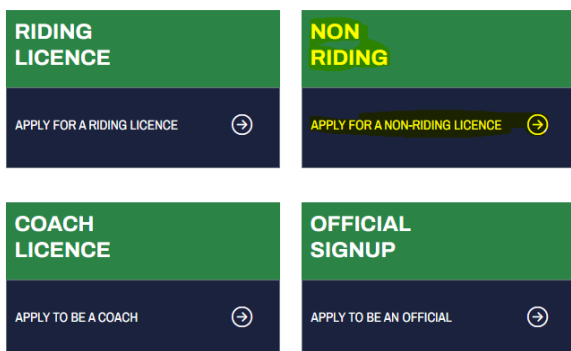 RIDING
LICENCE
APPLY FOR A RIDING LICENCE
NON
RIDING
APPLY FOR A NON-RIDING LICENCE
COACH
LICENCE
APPLY TO BE A COACH
OFFICIAL
SIGNUP
APPLY TO BE AN OFFICIAL